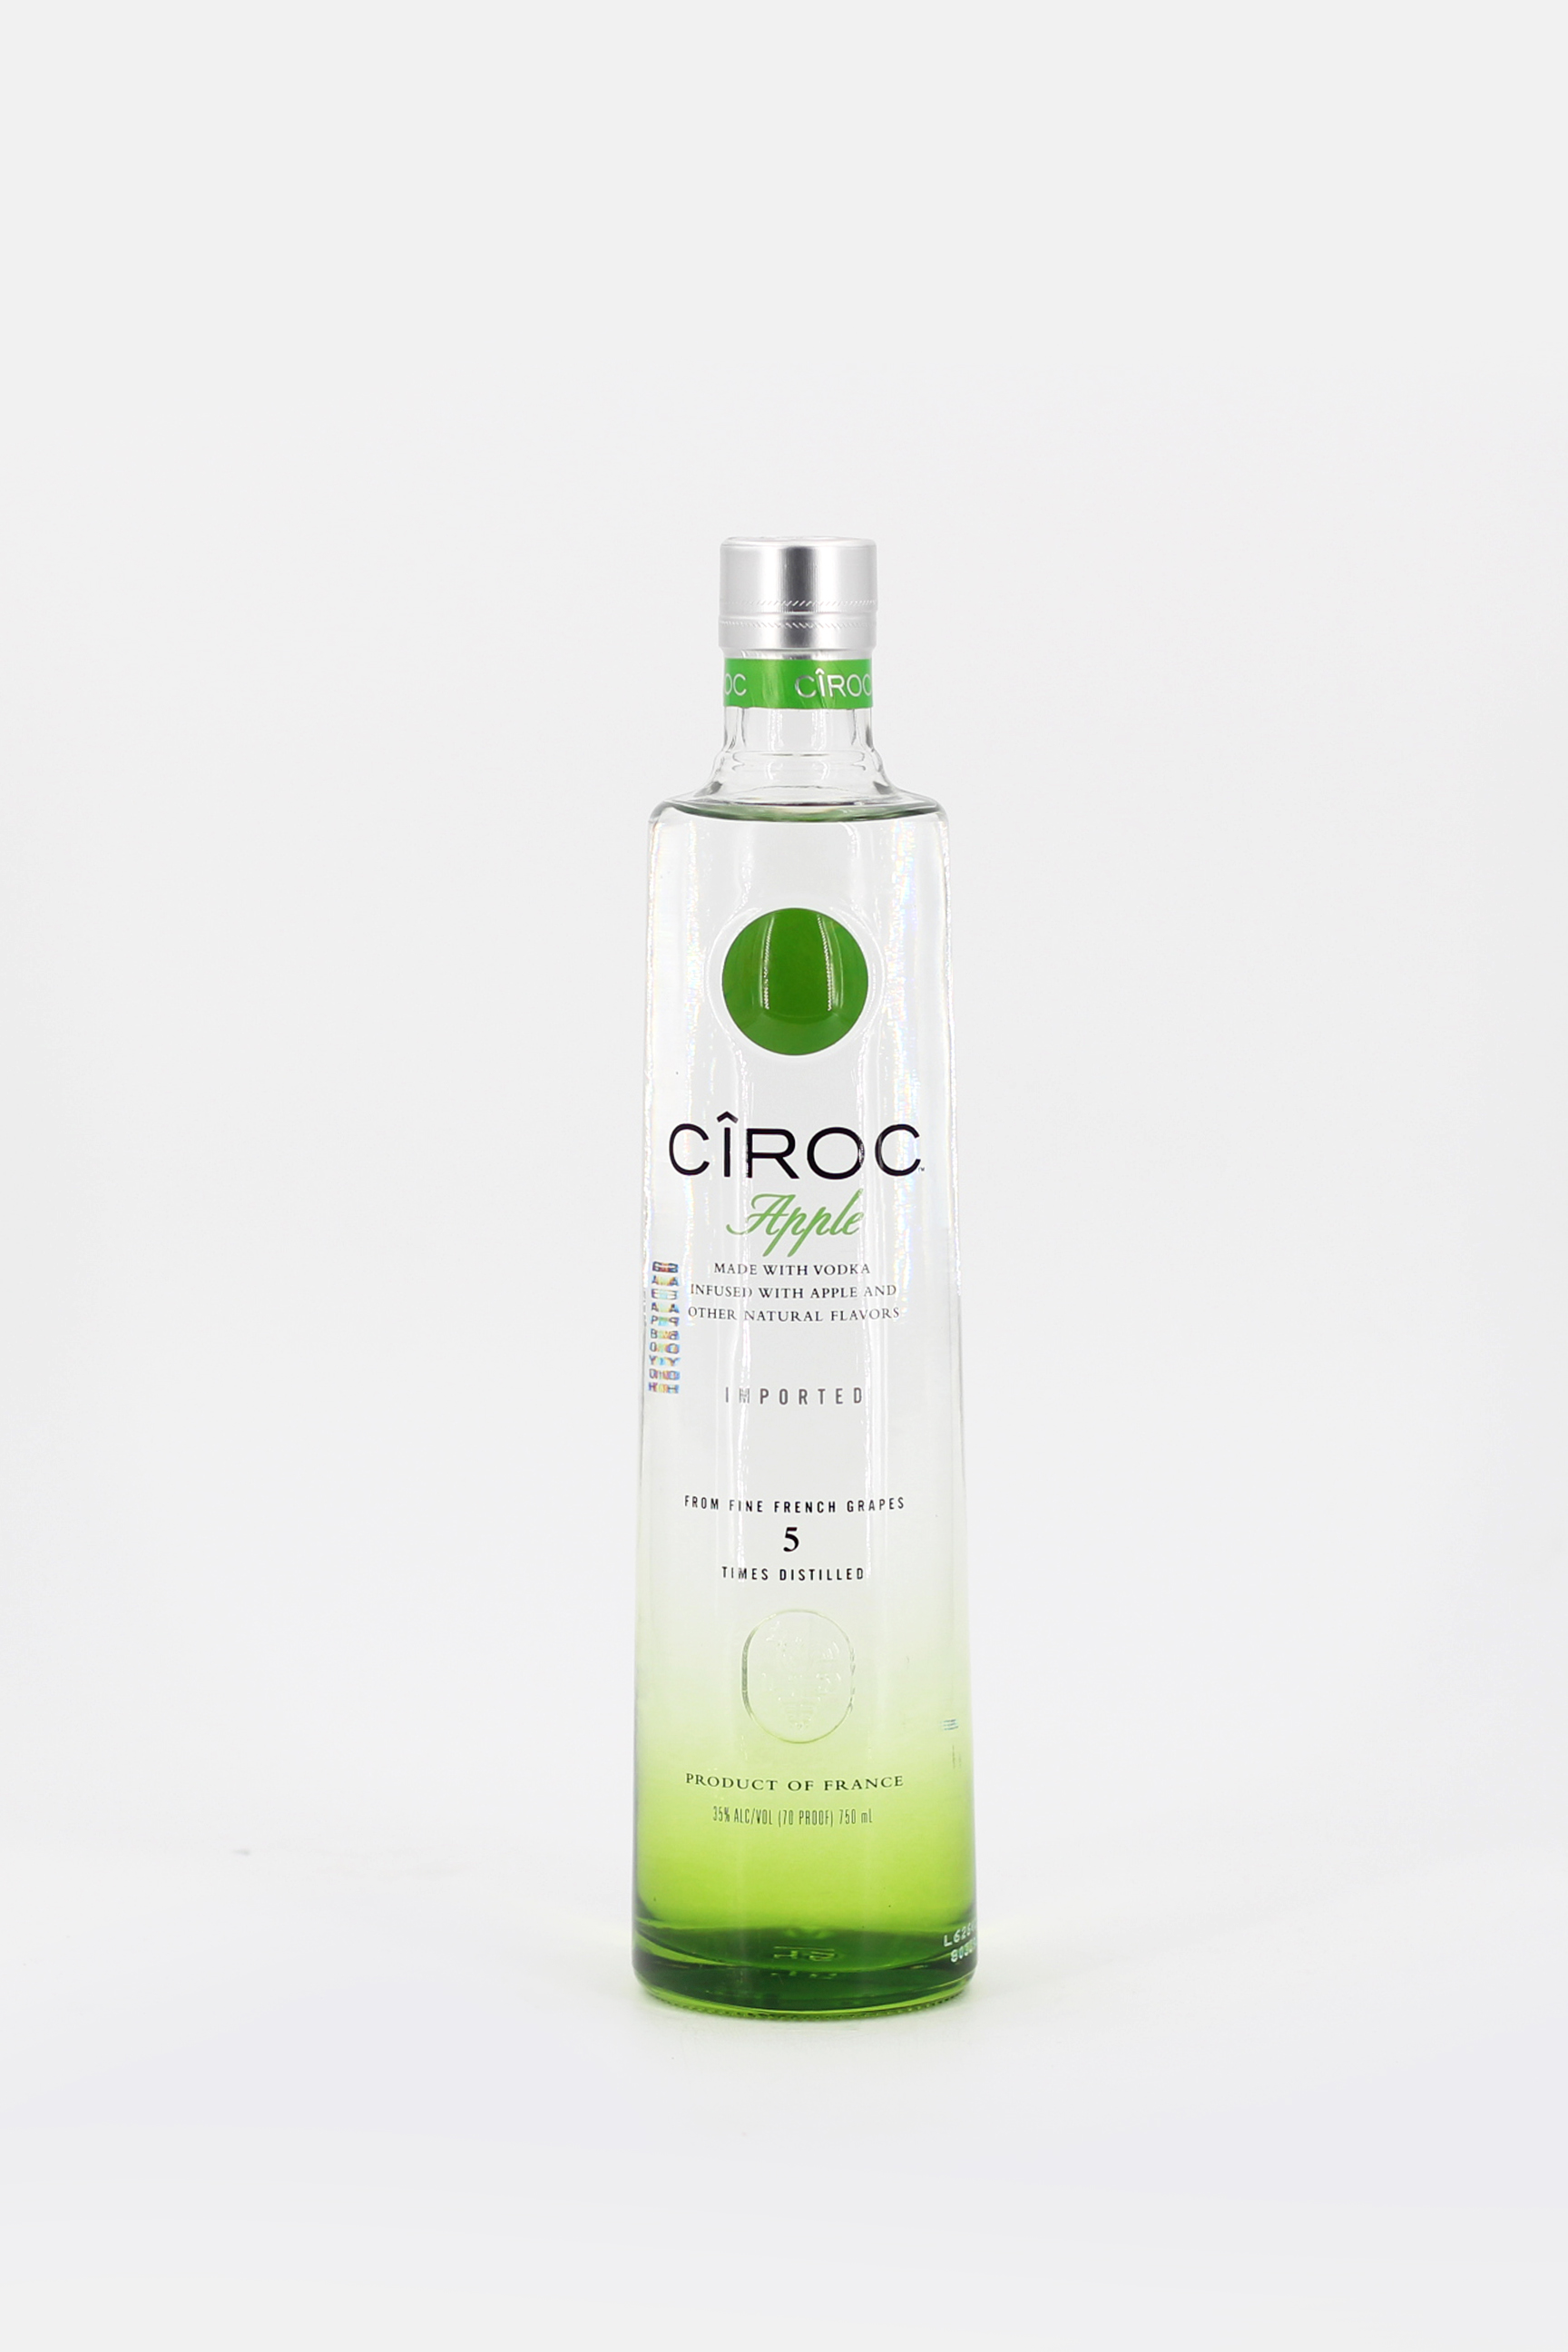 CÎROC
CÎROC
Apple
MADE WITH VODKA
INFUSED WITH APPLE AND
OTHER NATURAL FLAVORS
IMPORTED
FROM FINE FRENCH GRAPES
5
TIMES DISTILLED
PRODUCT OF FRANCE
35% ALC/VOL (70 PROOF) 750 mL